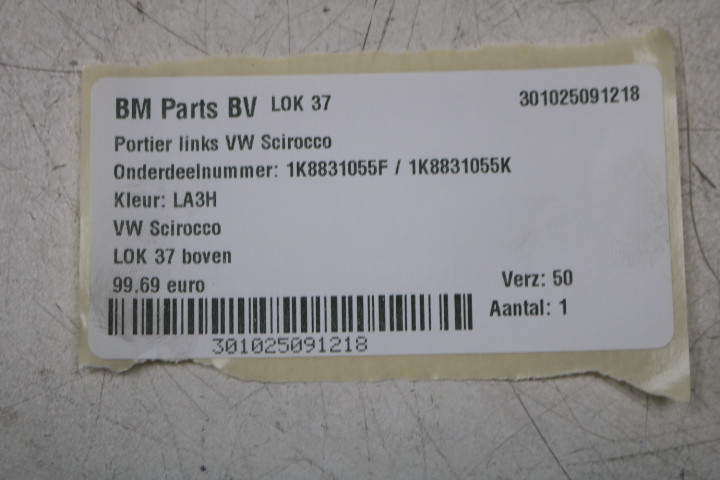 BM Parts BV LOK 37 301025091218
Portier links VW Scirocco
Onderdeelnummer: 1K8831055F / 1K8831055K
Kleur: LA3H
VW Scirocco
LOK 37 boven
99.69 euro Verz: 50
Aantal: 1
301025091218